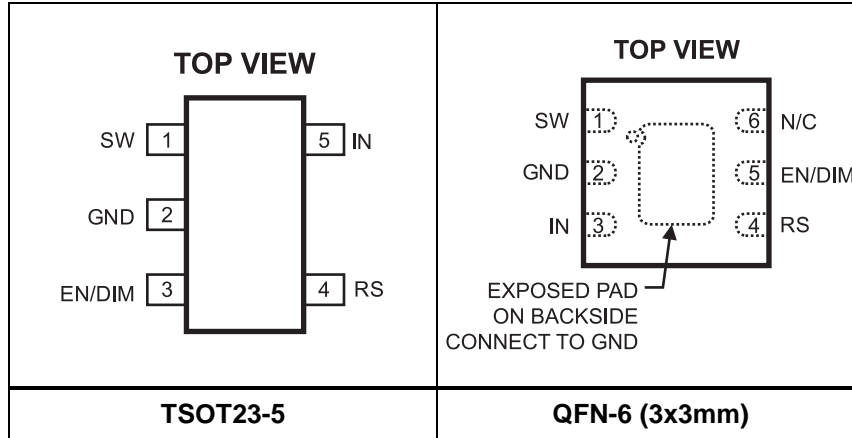 TOP VIEW
SW 1
5 IN
GND 2
EN/DIM 3
4 RS
TSOT23-5
TOP VIEW
SW 1
6 N/C
GND 2
5 EN/DIM
IN 3
4 RS
EXPOSED PAD
ON BACKSIDE
CONNECT TO GND
QFN-6 (3x3mm)